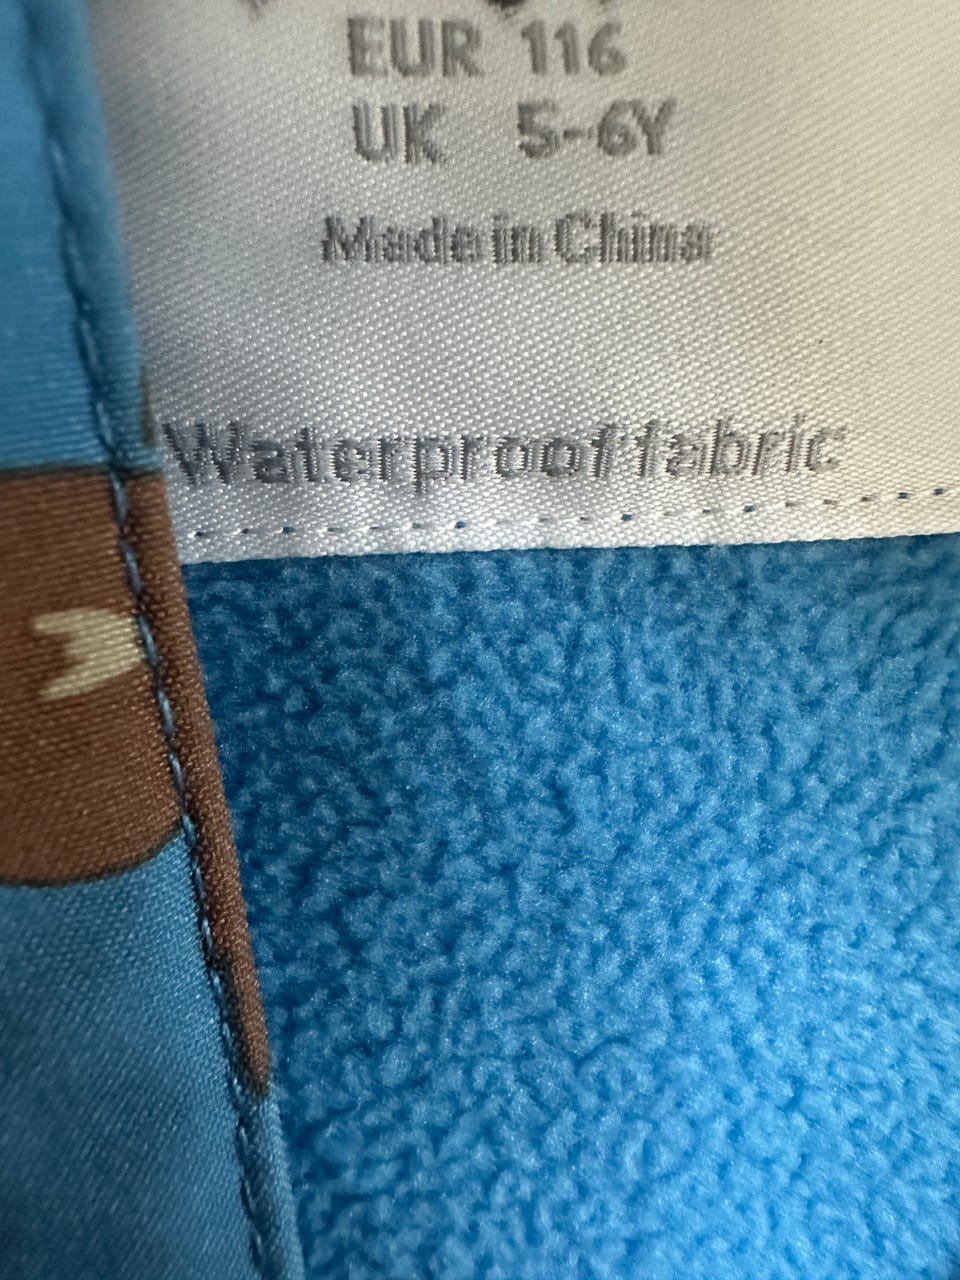 EUR 116
UK 5-6Y
Made in China
Waterproof fabric